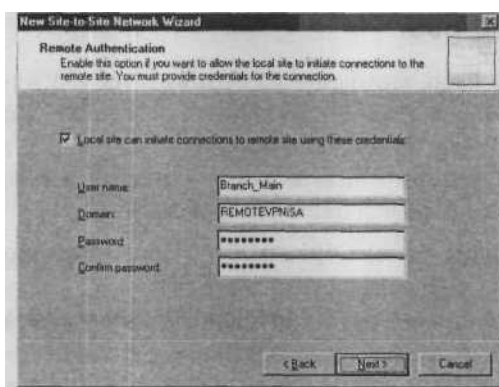 New Site-to-Site Network Wizard
Remote Authentication
Enable this option if you want to allow the local site to initiate connections to the
remote site. You must provide credentials for the connection.
Local site can initiate connections to remote site using these credentials:
User name:
Branch_Main
Domain:
REMOTEVPNISA
Password:
********
Confirm password:
********
< Back
Next >
Cancel